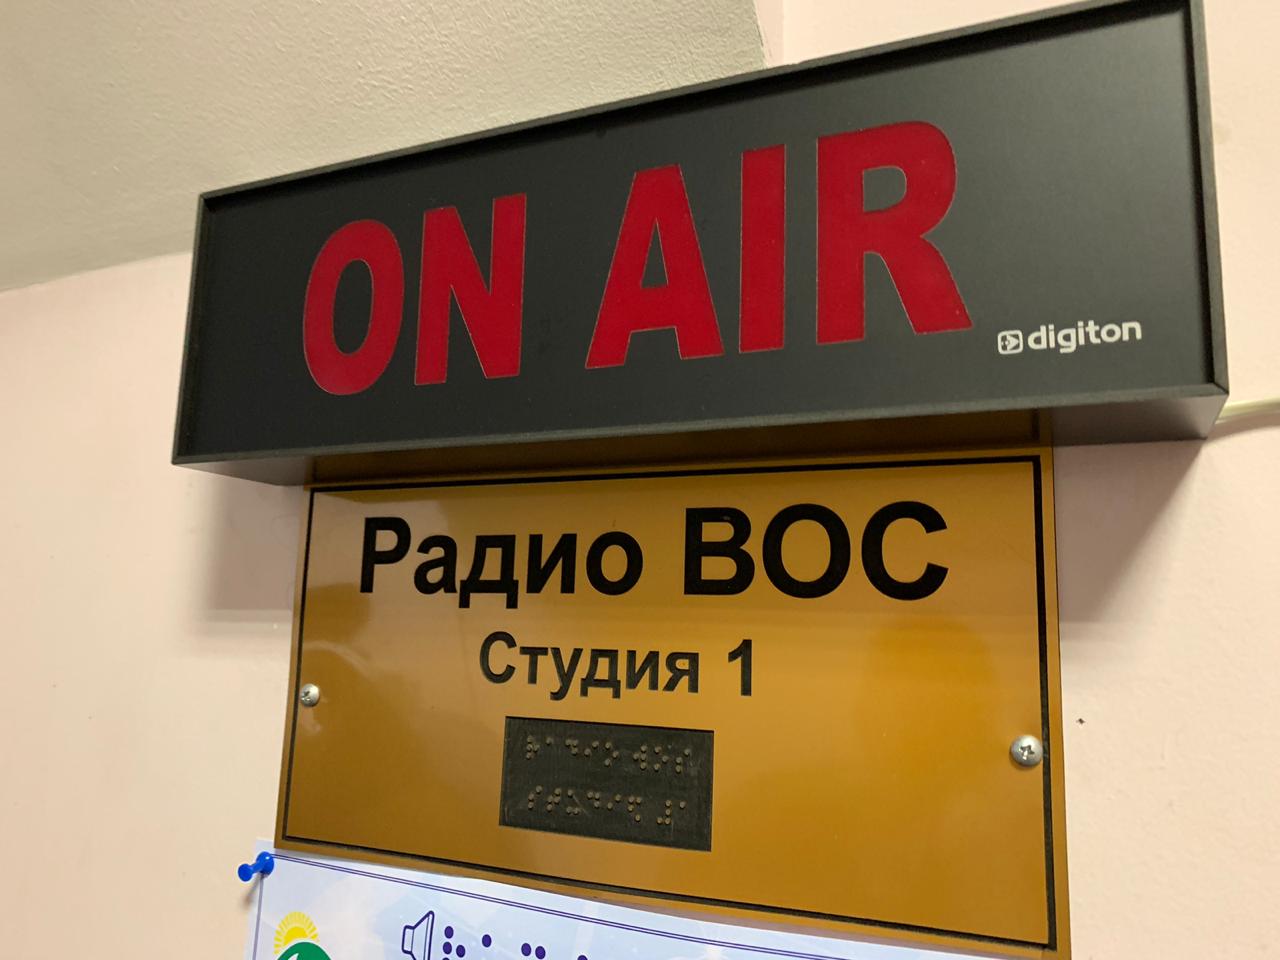 ON AIR
digiton
Радио ВОС
Студия 1